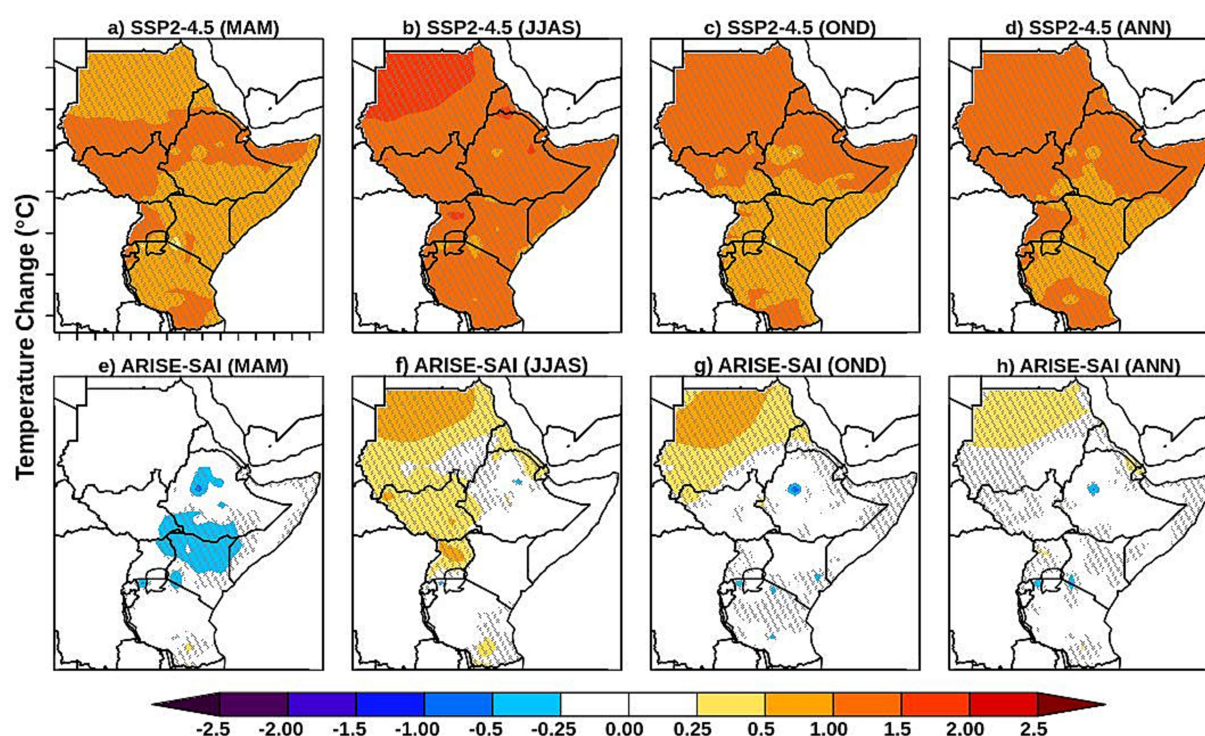 a) SSP2-4.5 (MAM)
b) SSP2-4.5 (JJAS)
c) SSP2-4.5 (OND)
d) SSP2-4.5 (ANN)
Temperature Change (°C)
e) ARISE-SAI (MAM)
f) ARISE-SAI (JJAS)
g) ARISE-SAI (OND)
h) ARISE-SAI (ANN)
-2.5 -2.00 -1.5 -1.00 -0.5 -0.25 0.00 0.25 0.5 1.00 1.5 2.00 2.5